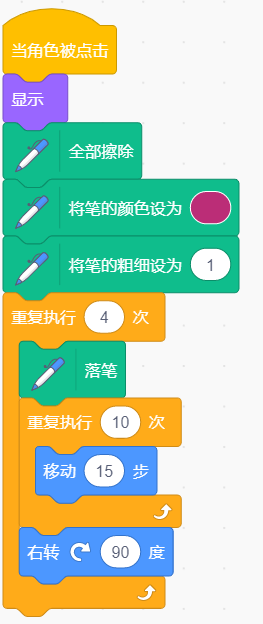 当角色被点击
显示
全部擦除
将笔的颜色设为
将笔的粗细设为 1
重复执行 4 次
落笔
重复执行 10 次
移动 15 步
右转 90 度